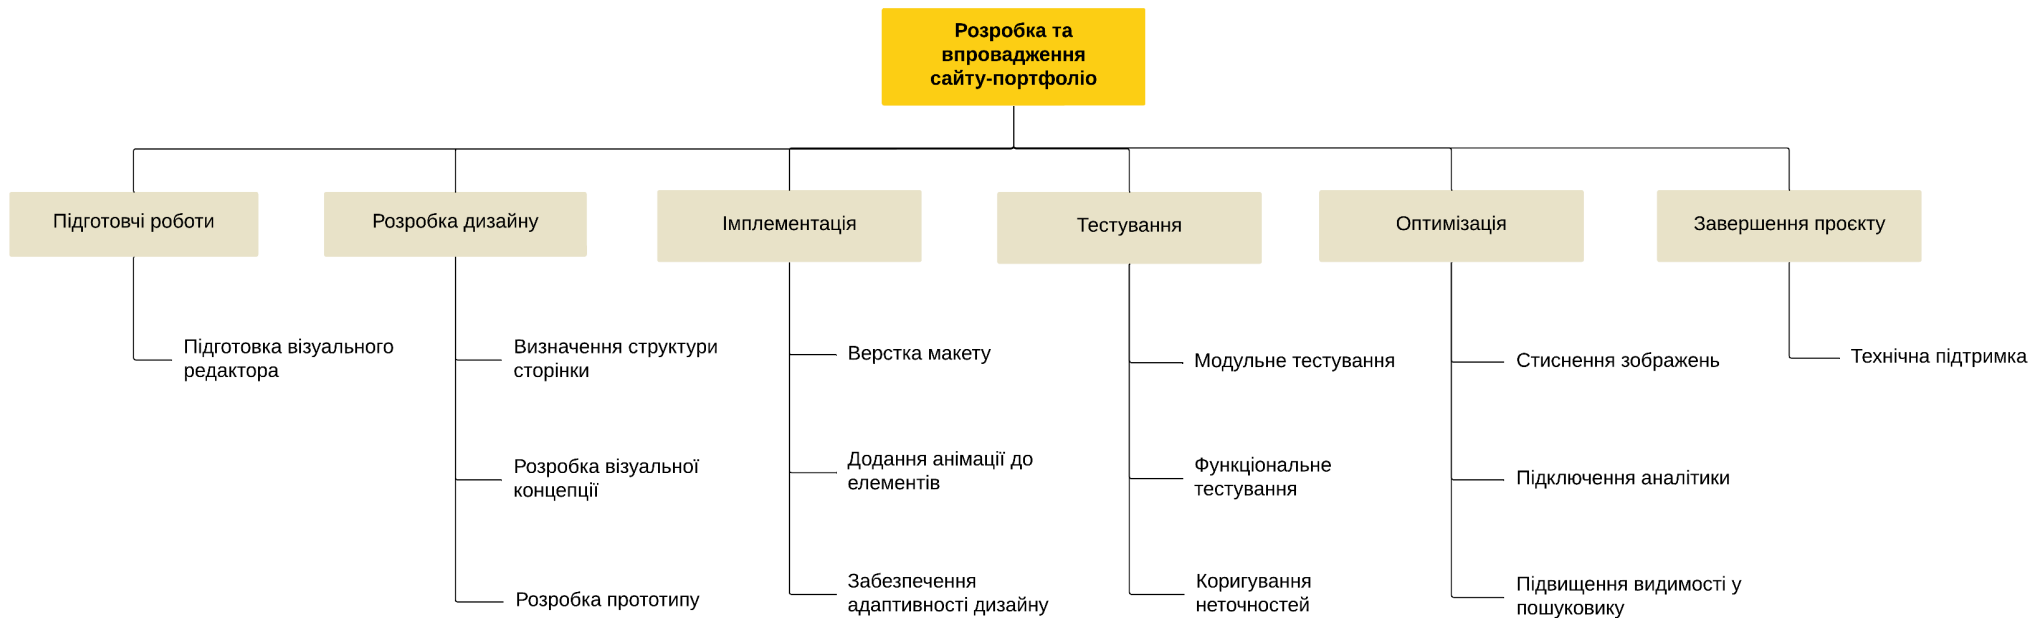 Розробка та
впровадження
сайту-портфоліо
Підготовчі роботи
Розробка дизайну
Імплементація
Тестування
Оптимізація
Завершення проєкту
Підготовка візуального
редактора
Визначення структури
сторінки
Розробка візуальної
концепції
Розробка прототипу
Верстка макету
Додання анімації до
елементів
Забезпечення
адаптивності дизайну
Модульне тестування
Функціональне
тестування
Коригування
неточностей
Стиснення зображень
Підключення аналітики
Підвищення видимості у
пошуковику
Технічна підтримка